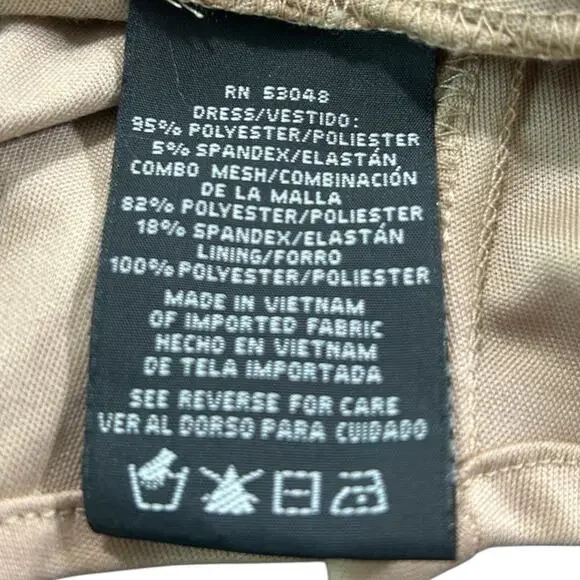 RN 53048
DRESS/VESTIDO:
95% POLYESTER/POLIESTER
5% SPANDEX/ELASTÁN
COMBO MESH/COMBINACIÓN
DE LA MALLA
82% POLYESTER/POLIESTER
18% SPANDEX/ELASTÁN
LINING/FORRO
100% POLYESTER/POLIESTER
MADE IN VIETNAM
OF IMPORTED FABRIC
HECHO EN VIETNAM
DE TELA IMPORTADA
SEE REVERSE FOR CARE
VER AL DORSO PARA CUIDADO